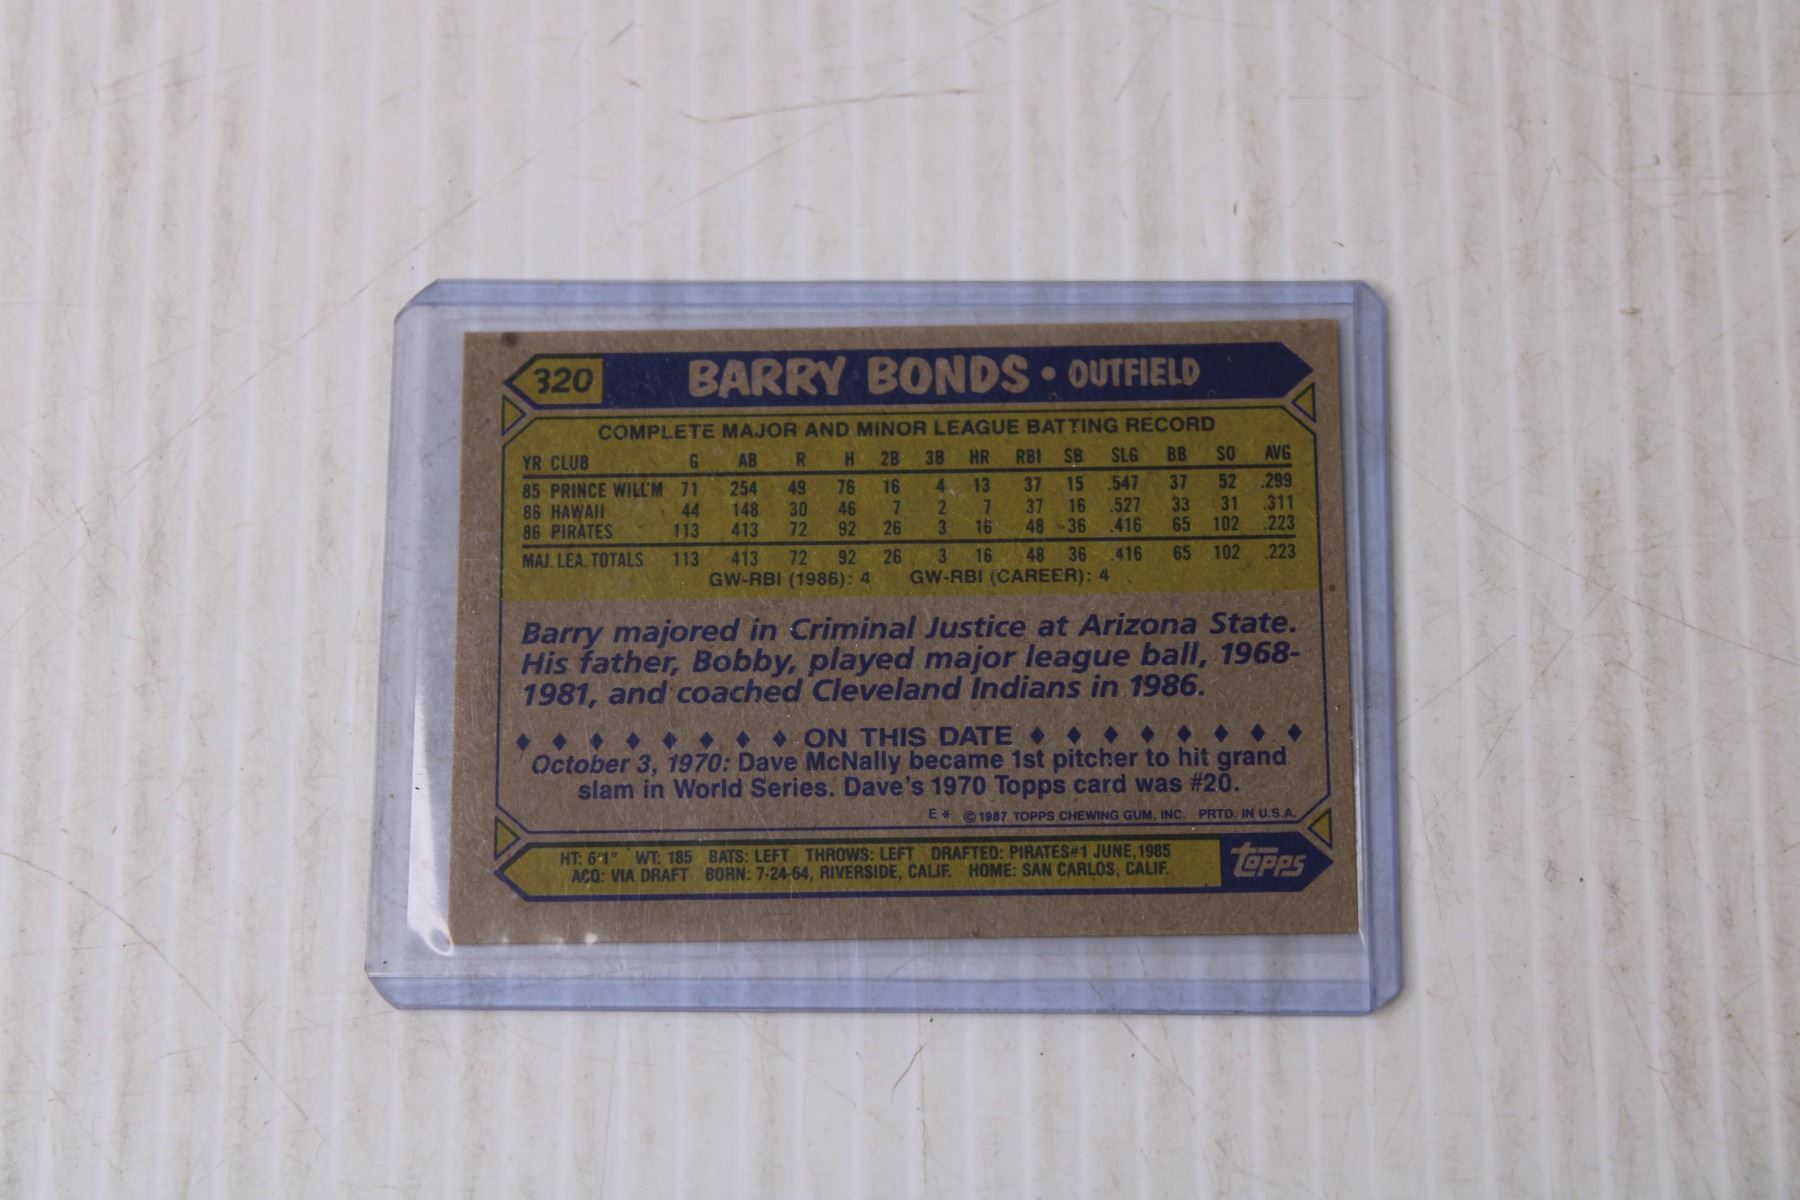 320 BARRY BONDS • OUTFIELD
COMPLETE MAJOR AND MINOR LEAGUE BATTING RECORD
YR CLUB G AB R H 2B 3B HR RBI SB SLG BB SO AVG
85 PRINCE WILL'M 71 254 49 76 16 4 13 37 15 .547 37 52 .299
86 HAWAII 44 148 30 46 7 2 7 37 16 .527 33 31 .311
86 PIRATES 113 413 72 92 26 3 16 48 36 .416 65 102 .223
MAJ. LEA. TOTALS 113 413 72 92 26 3 16 48 36 .416 65 102 .223
GW-RBI (1986): 4 GW-RBI (CAREER): 4
Barry majored in Criminal Justice at Arizona State.
His father, Bobby, played major league ball, 1968-
1981, and coached Cleveland Indians in 1986.
ON THIS DATE
October 3, 1970: Dave McNally became 1st pitcher to hit grand
slam in World Series. Dave's 1970 Topps card was #20.
E* © 1987 TOPPS CHEWING GUM, INC. PRTD. IN U.S.A.
HT: 6'1" WT: 185 BATS: LEFT THROWS: LEFT DRAFTED: PIRATES#1 JUNE, 1985
ACQ: VIA DRAFT BORN: 7-24-64, RIVERSIDE, CALIF. HOME: SAN CARLOS, CALIF.
topps